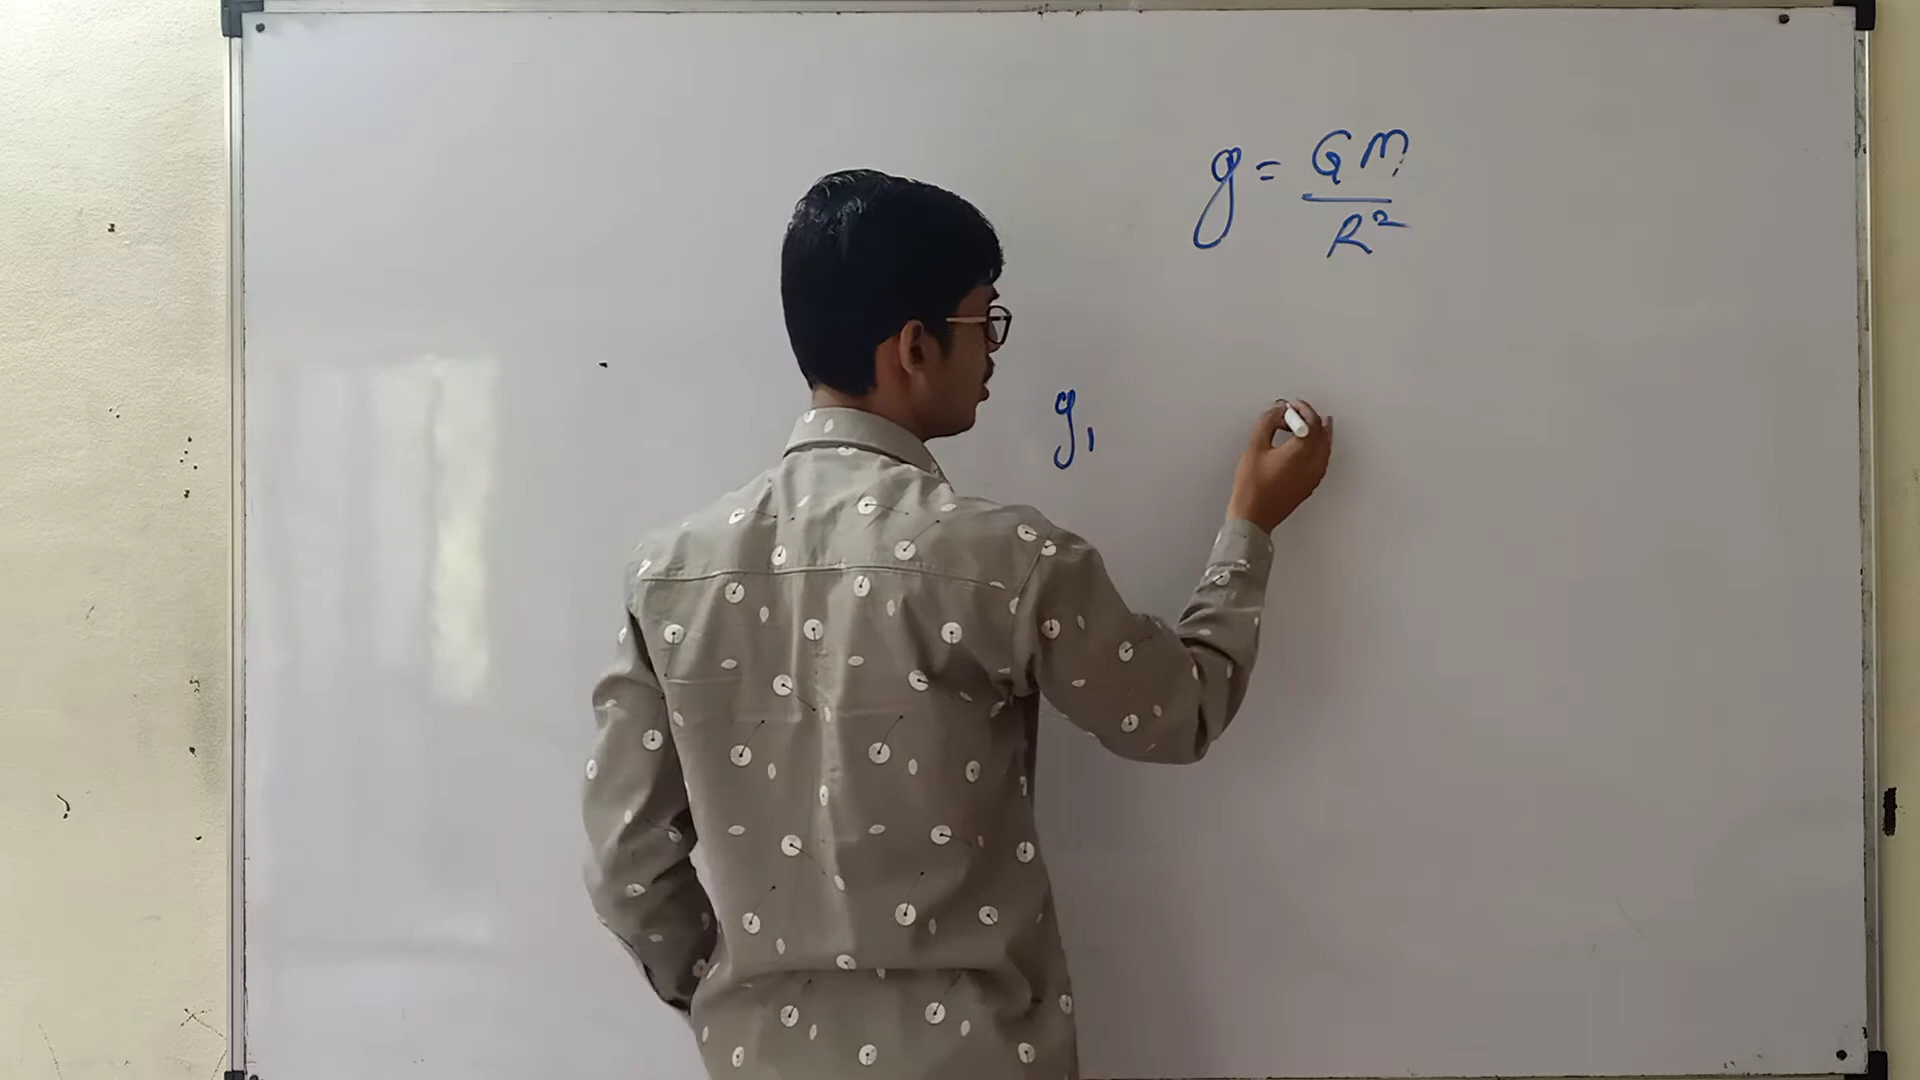 g = GM/R²
g₁